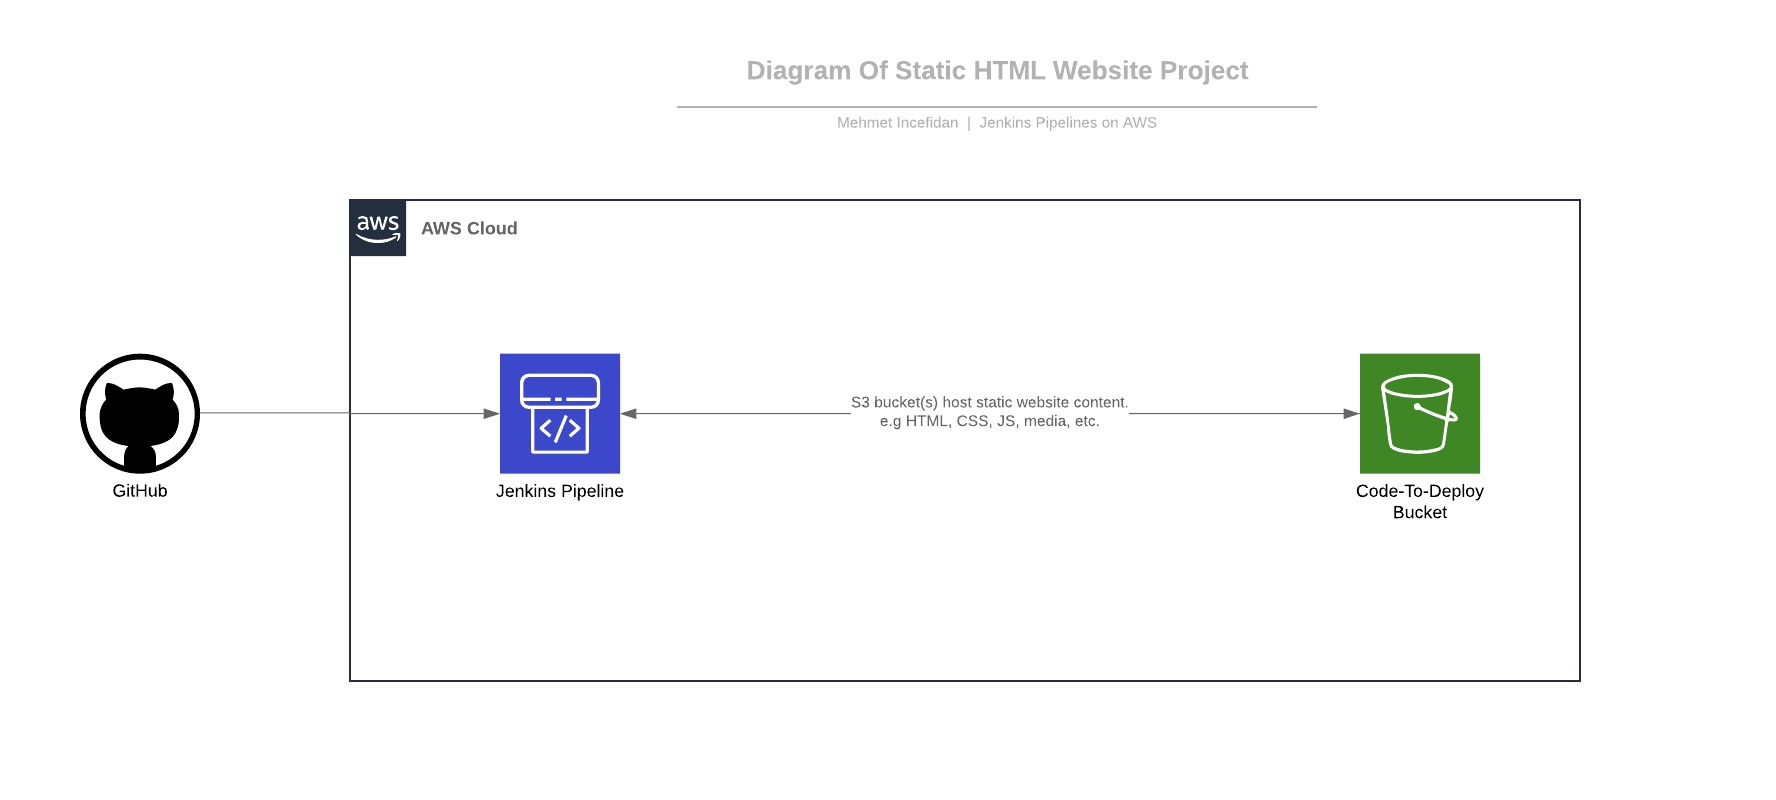 Diagram Of Static HTML Website Project
Mehmet Incefidan | Jenkins Pipelines on AWS
aws
AWS Cloud
S3 bucket(s) host static website content.
e.g HTML, CSS, JS, media, etc.
</>
GitHub
Jenkins Pipeline
Code-To-Deploy
Bucket